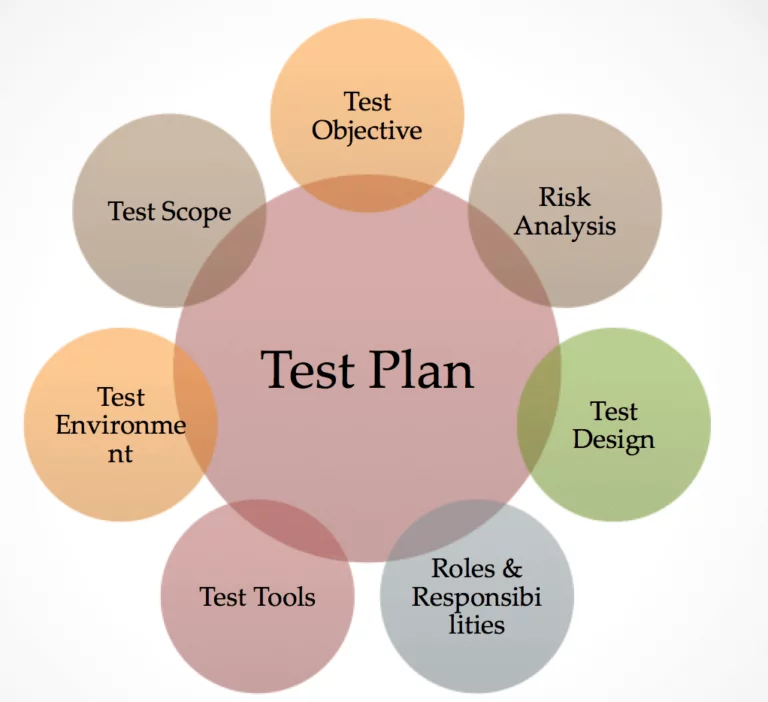 Test
Objective
Test Scope
Risk
Analysis
Test Plan
Test
Environme
nt
Test
Design
Test Tools
Roles &
Responsibi
lities